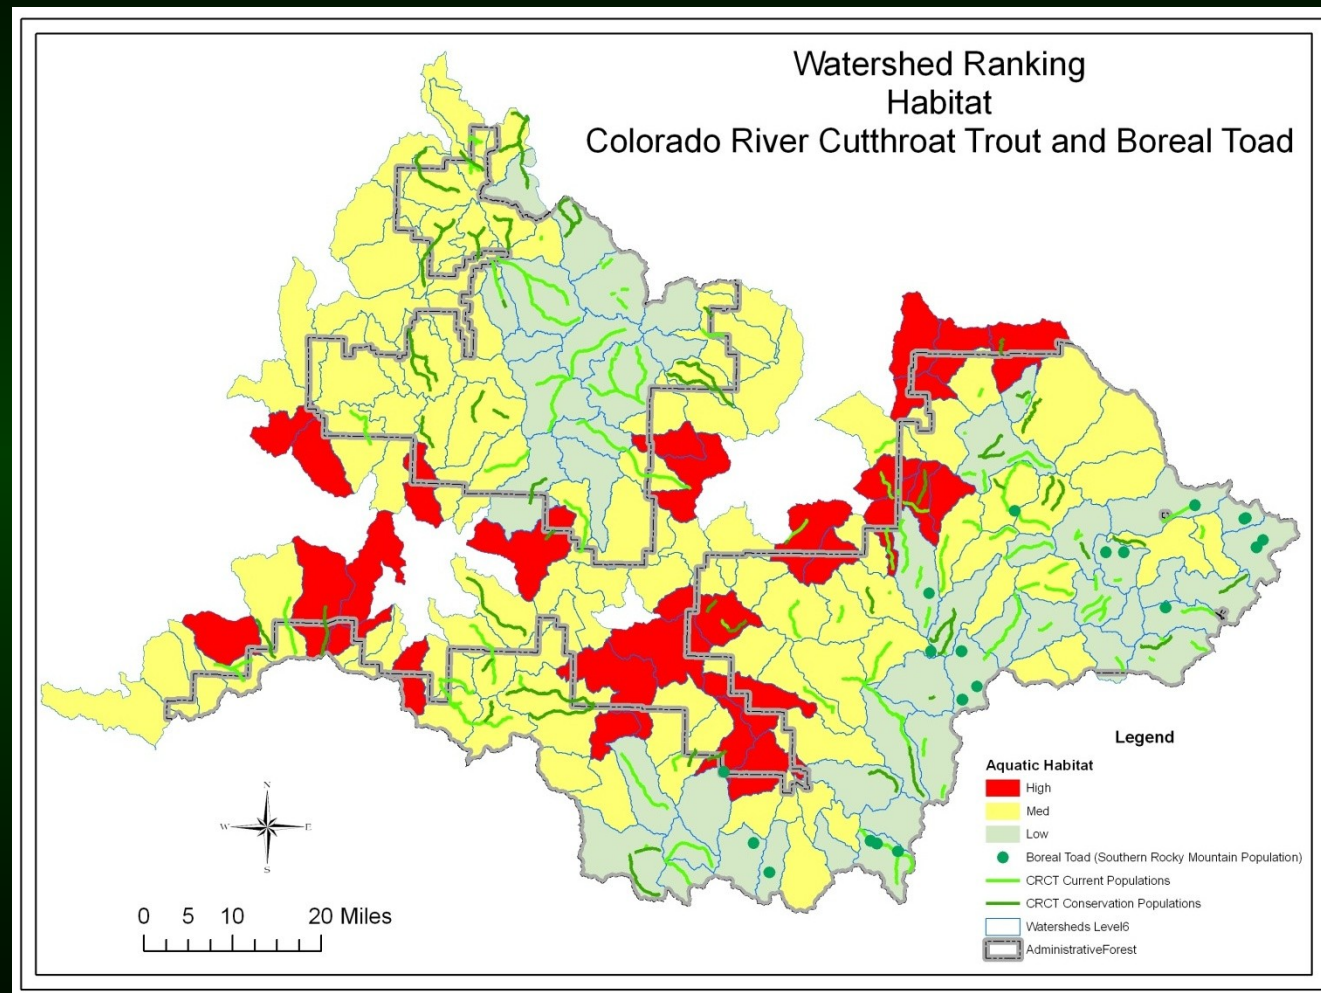 Watershed Ranking
Habitat
Colorado River Cutthroat Trout and Boreal Toad
N
W
E
S
0 5 10 20 Miles
Legend
Aquatic Habitat
High
Med
Low
Boreal Toad (Southern Rocky Mountain Population)
CRCT Current Populations
CRCT Conservation Populations
Watersheds Level6
AdministrativeForest